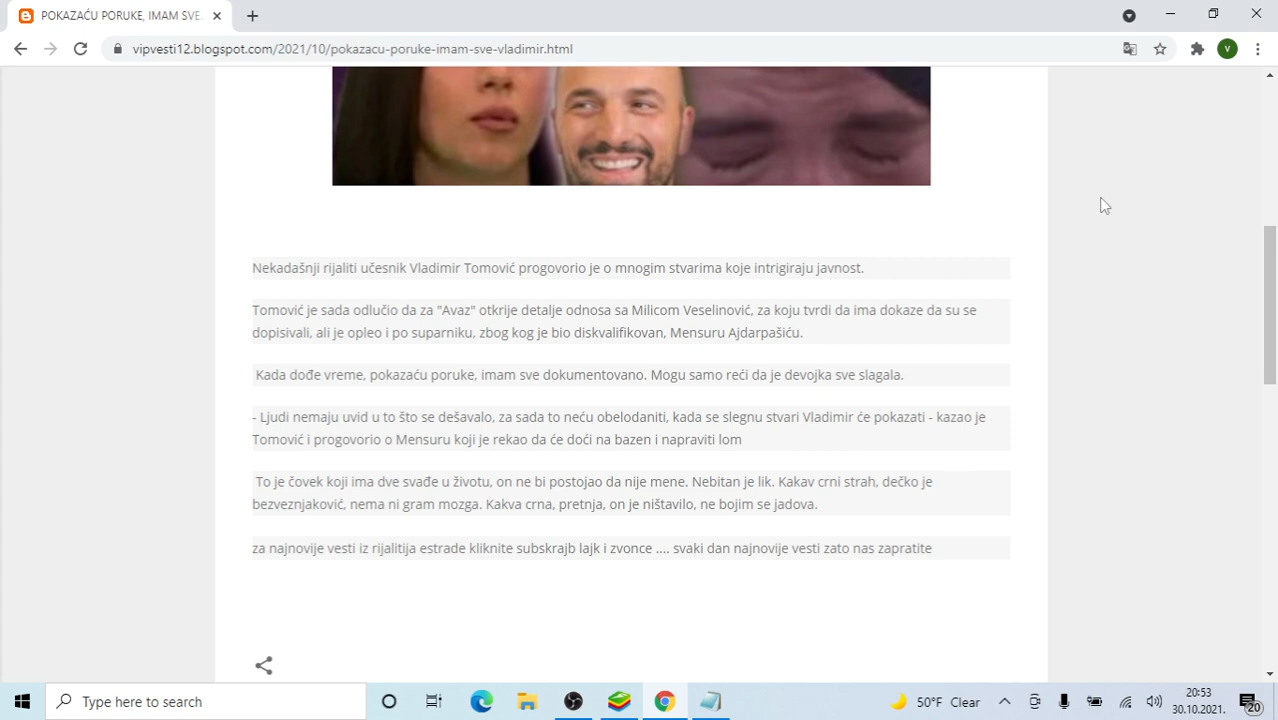 POKAZAĆU PORUKE, IMAM SVE
vipvesti12.blogspot.com/2021/10/pokazacu-poruke-imam-sve-vladimir.html
V
Nekadašnji rijaliti učesnik Vladimir Tomović progovorio je o mnogim stvarima koje intrigiraju javnost.
Tomović je sada odlučio da za "Avaz" otkrije detalje odnosa sa Milicom Veselinović, za koju tvrdi da ima dokaze da su se
dopisivali, ali je opleo i po suparniku, zbog kog je bio diskvalifikovan, Mensuru Ajdarpašiću.
Kada dođe vreme, pokazaću poruke, imam sve dokumentovano. Mogu samo reći da je devojka sve slagala.
- Ljudi nemaju uvid u to što se dešavalo, za sada to neću obelodaniti, kada se slegnu stvari Vladimir će pokazati - kazao je
Tomović i progovorio o Mensuru koji je rekao da će doći na bazen i napraviti lom
To je čovek koji ima dve svađe u životu, on ne bi postojao da nije mene. Nebitan je lik. Kakav crni strah, dečko je
bezveznjaković, nema ni gram mozga. Kakva crna, pretnja, on je ništavilo, ne bojim se jadova.
za najnovije vesti iz rijalitija estrade kliknite subskrajb lajk i zvonce .... svaki dan najnovije vesti zato nas zapratite
Type here to search
50°F Clear
20:53
30.10.2021.
20